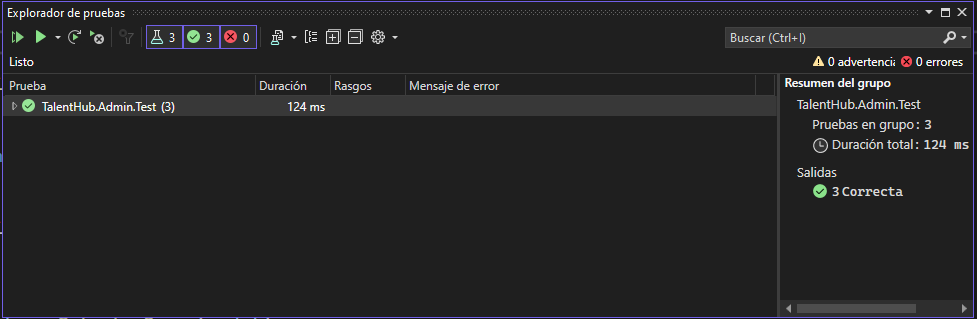 Explorador de pruebas
3 3 0
Buscar (Ctrl+I)
Listo
0 advertencia 0 errores
Prueba Duración Rasgos Mensaje de error
TalentHub.Admin.Test (3) 124 ms
Resumen del grupo
TalentHub.Admin.Test
Pruebas en grupo: 3
Duración total: 124 ms
Salidas
3 Correcta